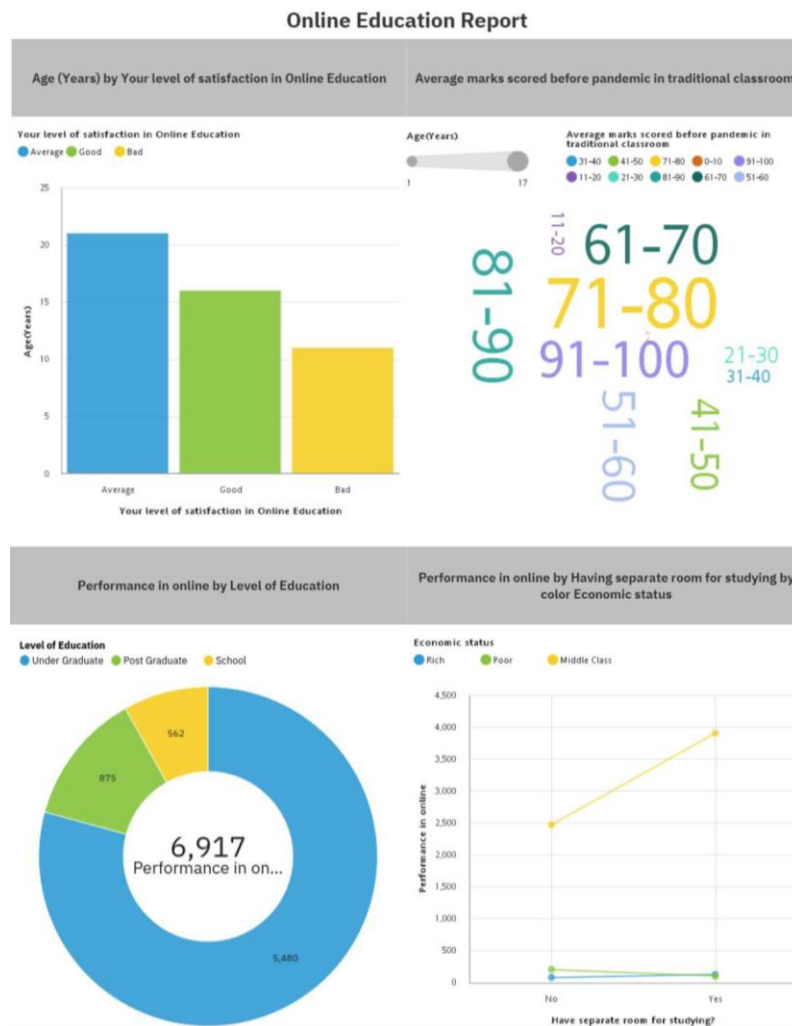 Online Education Report
Age (Years) by Your level of satisfaction in Online Education
Average marks scored before pandemic in traditional classroom
Your level of satisfaction in Online Education
Average Good Bad
25
20
15
10
5
0
Age(Years)
Average Good Bad
Your level of satisfaction in Online Education
Age(Years)
1 17
Average marks scored before pandemic in
traditional classroom
31-40 41-50 71-80 0-10 91-100
11-20 21-30 81-90 61-70 51-60
11-20
61-70
81-90
71-80
91-100
21-30
31-40
51-60
41-50
Performance in online by Level of Education
Performance in online by Having separate room for studying by
color Economic status
Level of Education
Under Graduate Post Graduate School
562
875
6,917
Performance in on...
5,480
Economic status
Rich Poor Middle Class
4,500
4,000
3,500
3,000
2,500
2,000
1,500
1,000
500
0
Performance in online
No Yes
Have separate room for studying?